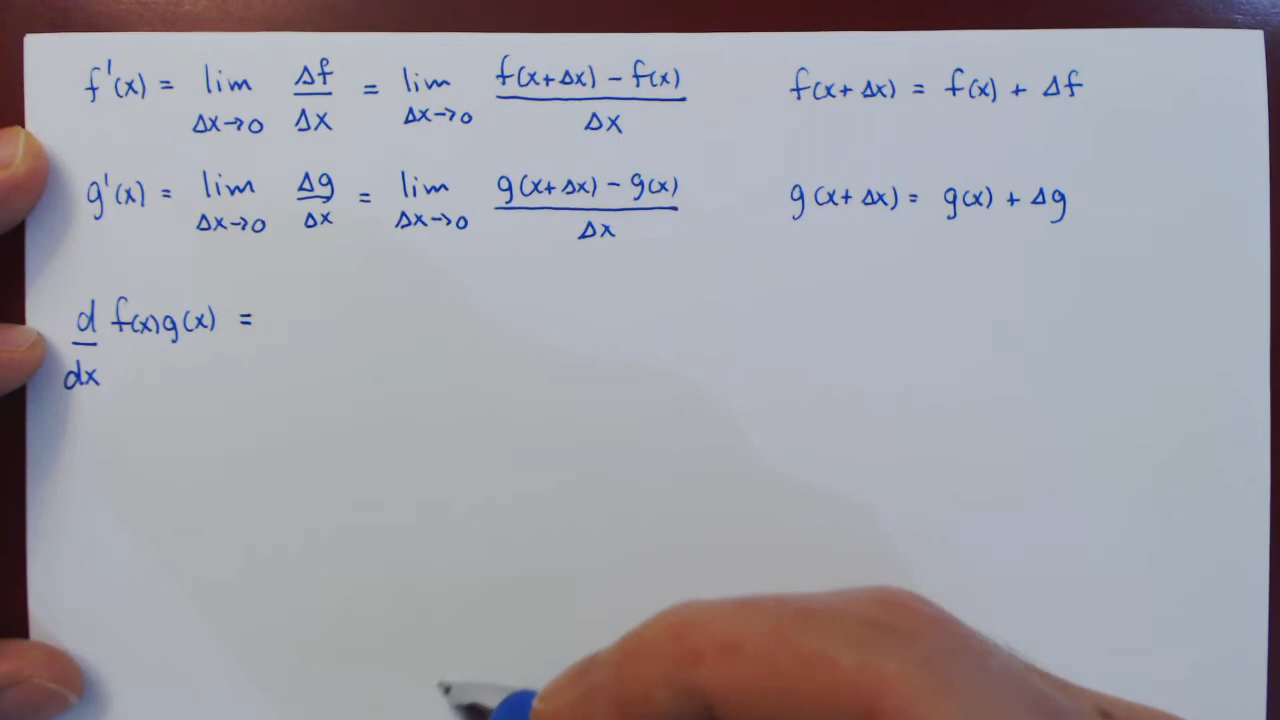 f'(x) = lim Δx→0 Δf/Δx = lim Δx→0 f(x+Δx) - f(x)/Δx f(x+Δx) = f(x) + Δf
g'(x) = lim Δx→0 Δg/Δx = lim Δx→0 g(x+Δx) - g(x)/Δx g(x+Δx) = g(x) + Δg
d/dx f(x)g(x) =